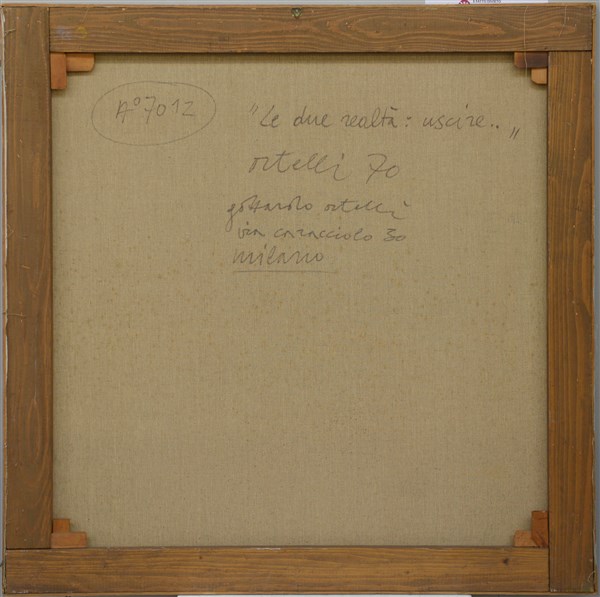 A° 7012
"Le due realtà: uscire.."
ortelli 70
gottardo ortelli
via caracciolo 30
milano